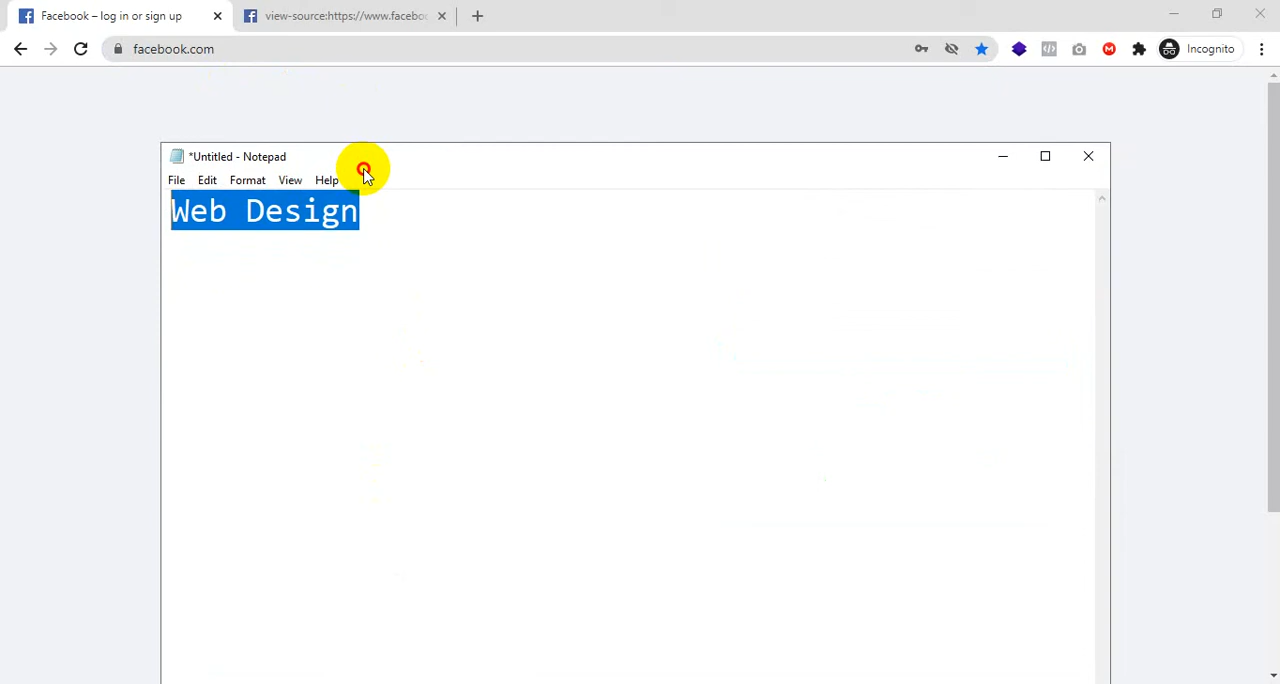 Facebook – log in or sign up
view-source:https://www.faceboo
facebook.com
Incognito
*Untitled - Notepad
File Edit Format View Help
Web Design